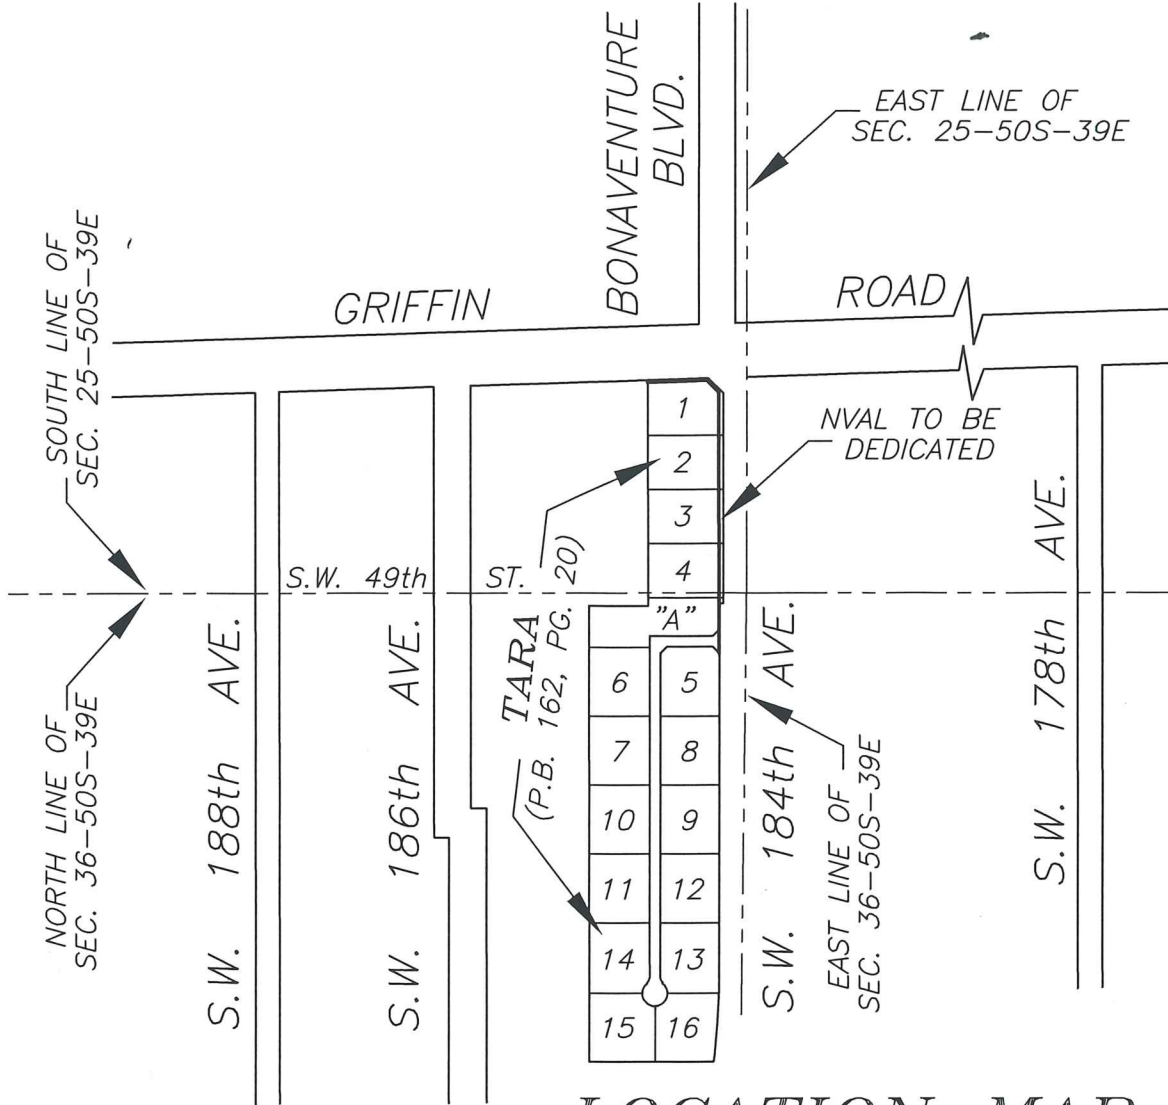 BONAVENTURE
BLVD.
EAST LINE OF
SEC. 25-50S-39E
SOUTH LINE OF
SEC. 25-50S-39E
GRIFFIN
ROAD
NVAL TO BE
DEDICATED
1
2
3
4
"A"
S.W. 49th ST.
TARA
(P.B. 162, PG. 20)
6 5
7 8
10 9
11 12
14 13
15 16
NORTH LINE OF
SEC. 36-50S-39E
S.W. 188th AVE.
S.W. 186th AVE.
S.W. 184th AVE.
EAST LINE OF
SEC. 36-50S-39E
S.W. 178th AVE.
LOCATION MAP